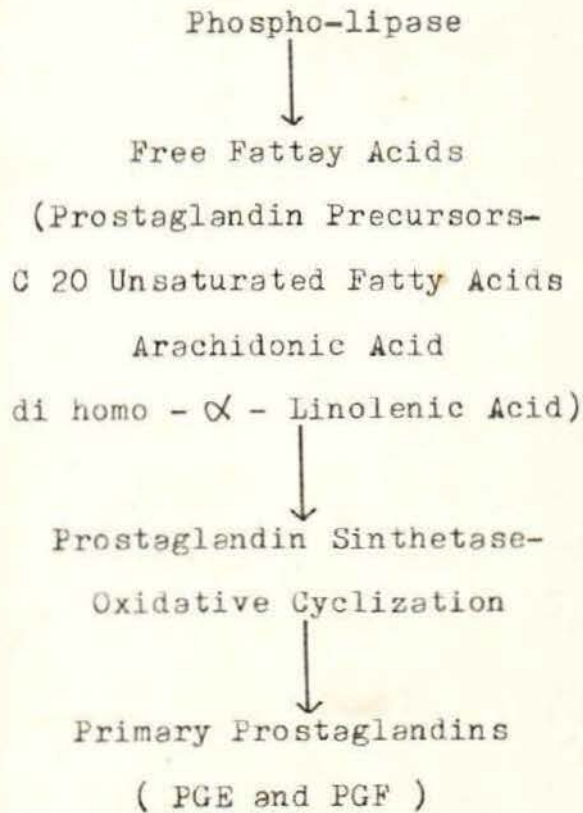 Phospho-lipase
↓
Free Fattay Acids
(Prostaglandin Precursors-
C 20 Unsaturated Fatty Acids
Arachidonic Acid
di homo - α - Linolenic Acid)
↓
Prostaglandin Sinthetase-
Oxidative Cyclization
↓
Primary Prostaglandins
( PGE and PGF )